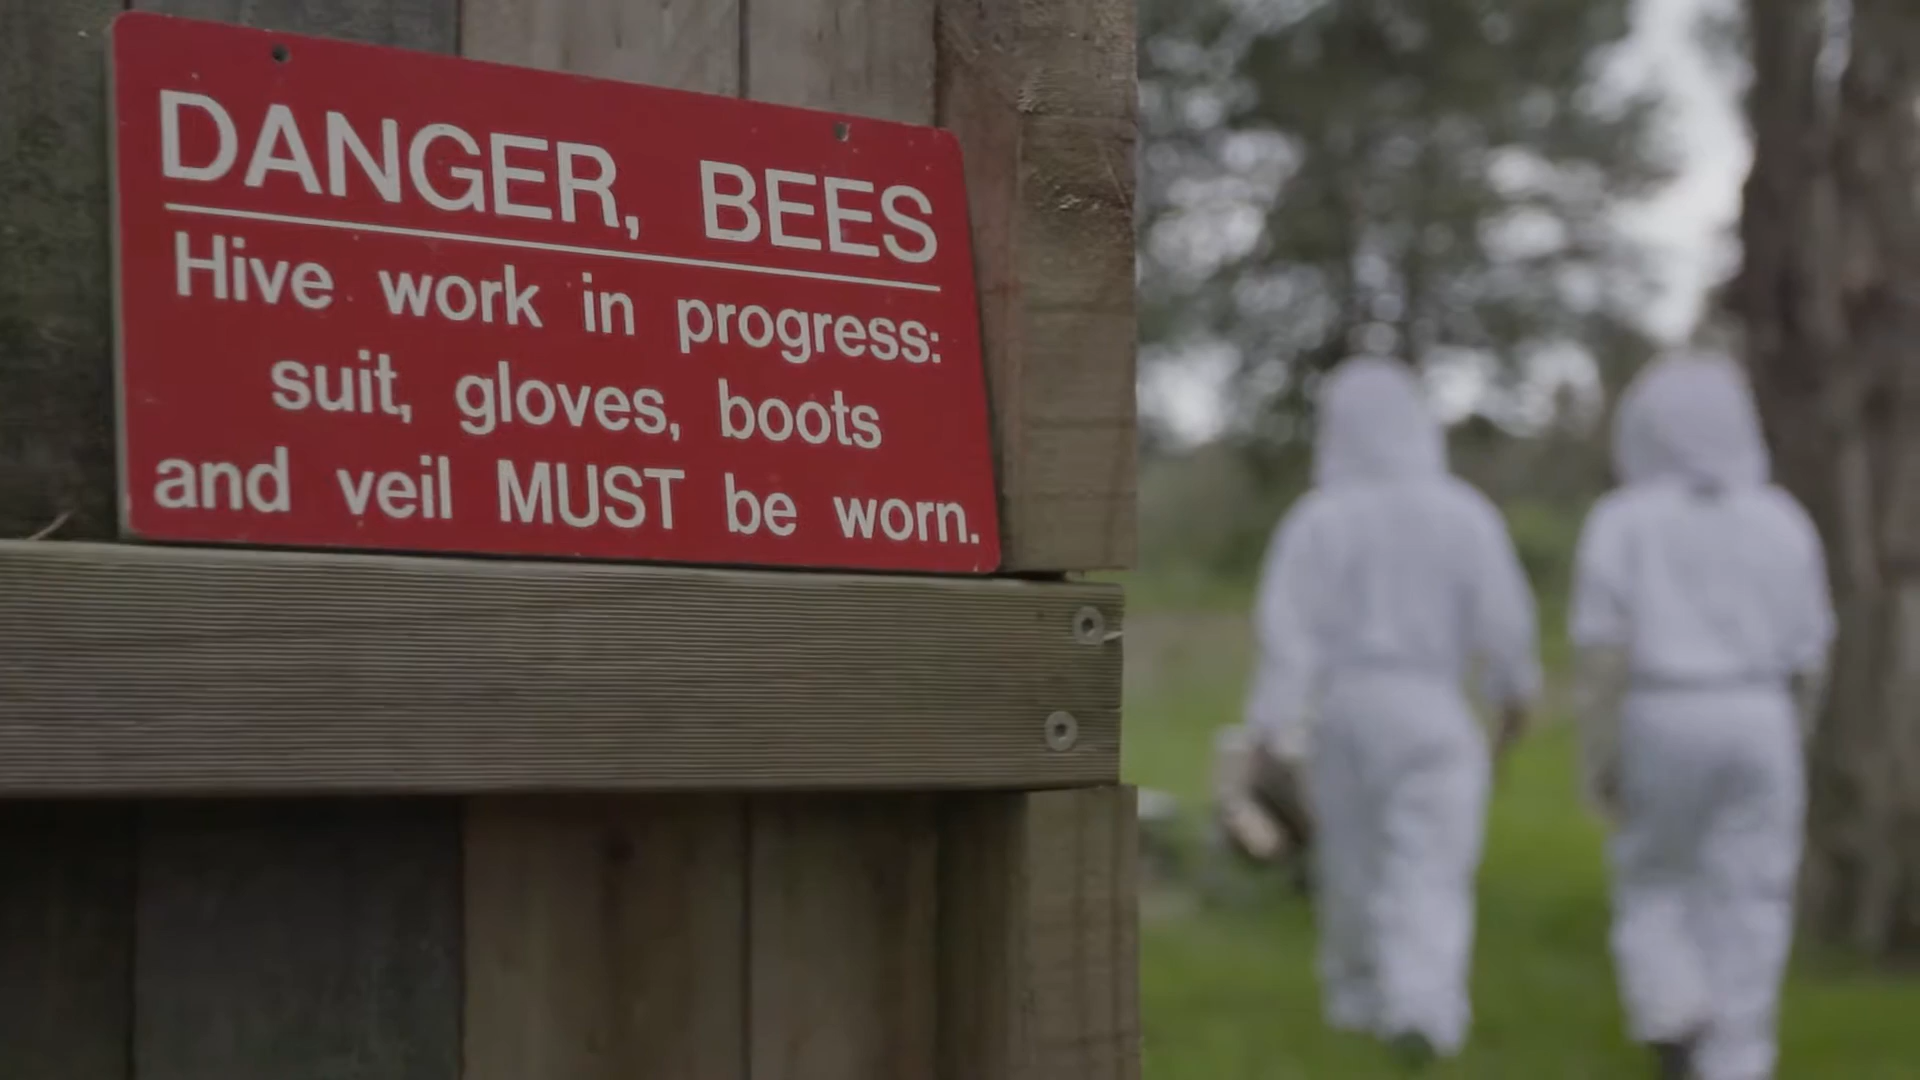 DANGER, BEES
Hive work in progress:
suit, gloves, boots
and veil MUST be worn.